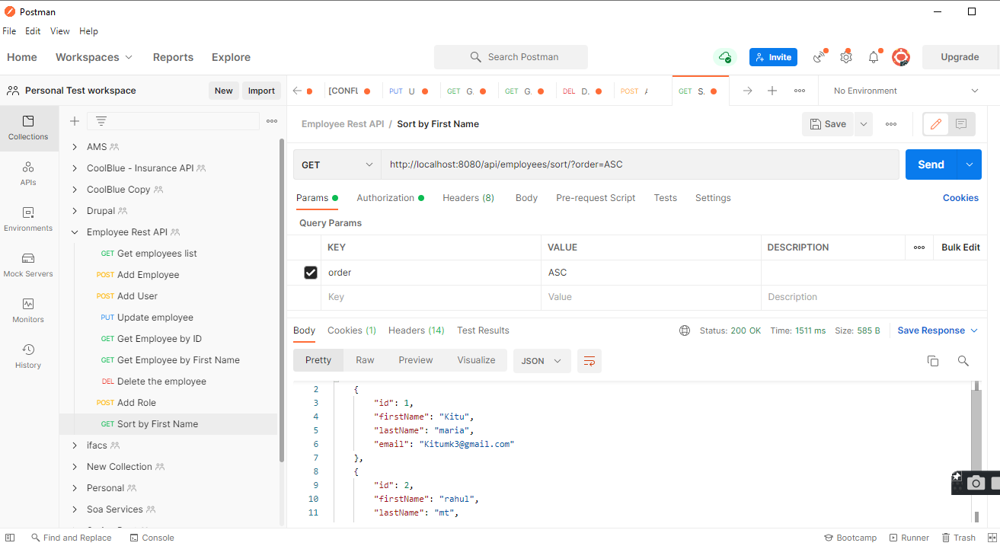 Postman
File Edit View Help
Home Workspaces Reports Explore Search Postman Invite Upgrade
Personal Test workspace New Import
[CONFL PUT U GET G. GET G. DEL D. POST GET S. No Environment
Employee Rest API / Sort by First Name Save
Collections
APIs
Environments
Mock Servers
Monitors
History
AMS
CoolBlue - Insurance API
CoolBlue Copy
Drupal
Employee Rest API
GET Get employees list
POST Add Employee
POST Add User
PUT Update employee
GET Get Employee by ID
GET Get Employee by First Name
DEL Delete the employee
POST Add Role
GET Sort by First Name
ifacs
New Collection
Personal
Soa Services
GET http://localhost:8080/api/employees/sort/?order=ASC Send
Params Authorization Headers (8) Body Pre-request Script Tests Settings Cookies
Query Params
KEY VALUE DESCRIPTION Bulk Edit
order ASC
Key Value Description
Body Cookies (1) Headers (14) Test Results Status: 200 OK Time: 1511 ms Size: 585 B Save Response
Pretty Raw Preview Visualize JSON
2 {
3 "id": 1,
4 "firstName": "Kitu",
5 "lastName": "maria",
6 "email": "Kitumk3@gmail.com"
7 },
8 {
9 "id": 2,
10 "firstName": "rahul",
11 "lastName": "mt",
Find and Replace Console Bootcamp Runner Trash